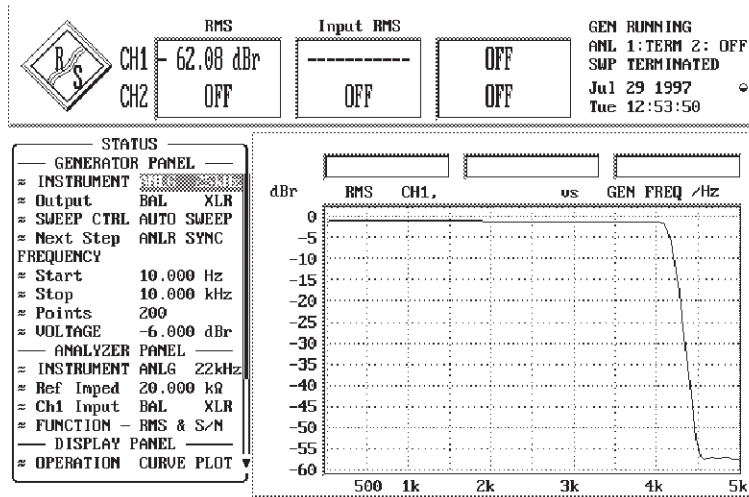 RMS Input RMS
GEN RUNNING
ANL 1:TERM 2: OFF
SWP TERMINATED
Jul 29 1997
Tue 12:53:50
R
S
CH1 - 62.08 dBr ----------- OFF
CH2 OFF OFF OFF
STATUS
GENERATOR PANEL
≈ INSTRUMENT
≈ Output BAL XLR
≈ SWEEP CTRL AUTO SWEEP
≈ Next Step ANLR SYNC
FREQUENCY
≈ Start 10.000 Hz
≈ Stop 10.000 kHz
≈ Points 200
≈ VOLTAGE -6.000 dBr
ANALYZER PANEL
≈ INSTRUMENT ANLG 22kHz
≈ Ref Imped 20.000 kΩ
≈ Ch1 Input BAL XLR
≈ FUNCTION - RMS & S/N
DISPLAY PANEL
≈ OPERATION CURVE PLOT
dBr RMS CH1, vs GEN FREQ /Hz
0
-5
-10
-15
-20
-25
-30
-35
-40
-45
-50
-55
-60
500 1k 2k 3k 4k 5k